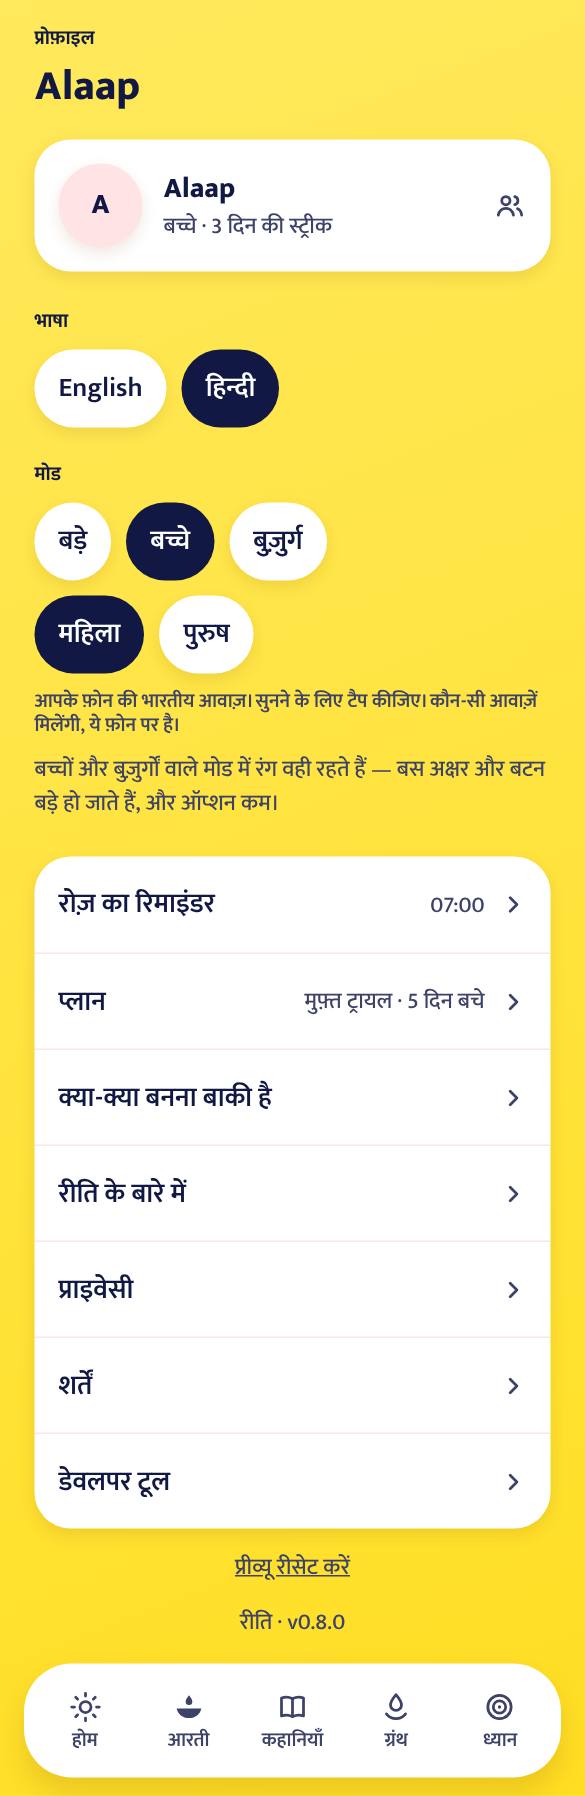 प्रोफ़ाइल
Alaap
A
Alaap
बच्चे · 3 दिन की स्ट्रीक
भाषा
English
हिन्दी
मोड
बड़े
बच्चे
बुज़ुर्ग
महिला
पुरुष
आपके फ़ोन की भारतीय आवाज़। सुनने के लिए टैप कीजिए। कौन-सी आवाज़ें
मिलेंगी, ये फ़ोन पर है।
बच्चों और बुज़ुर्गों वाले मोड में रंग वही रहते हैं — बस अक्षर और बटन
बड़े हो जाते हैं, और ऑप्शन कम।
रोज़ का रिमाइंडर 07:00
प्लान मुफ़्त ट्रायल · 5 दिन बचे
क्या-क्या बनना बाकी है
रीति के बारे में
प्राइवेसी
शर्तें
डेवलपर टूल
प्रीव्यू रीसेट करें
रीति · v0.8.0
होम
आरती
कहानियाँ
ग्रंथ
ध्यान